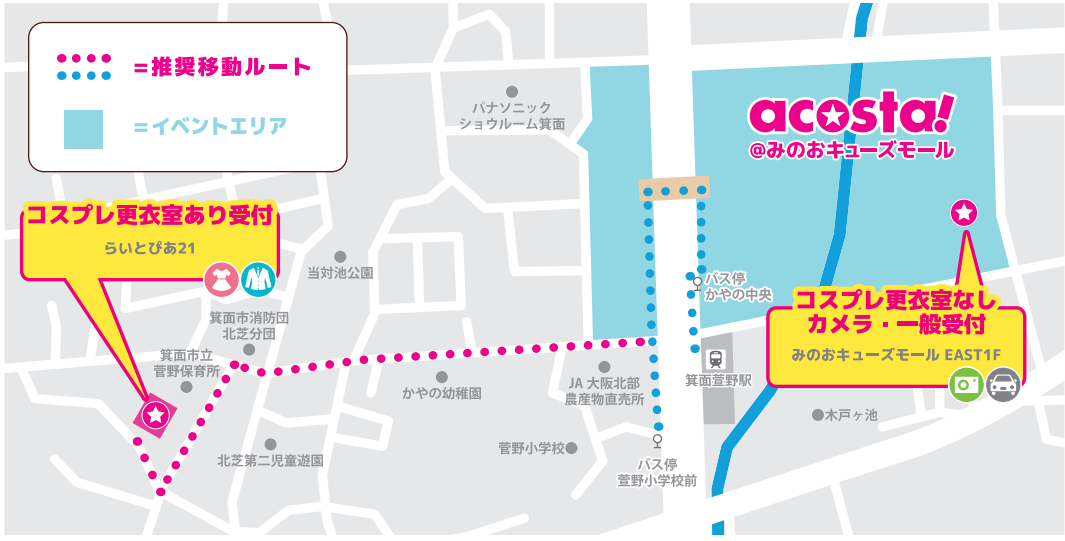 =推奨移動ルート
=イベントエリア
パナソニック
ショウルーム箕面
acosta!
@みのおキューズモール
コスプレ更衣室あり受付
らいとぴあ21
当対池公園
バス停
かやの中央
コスプレ更衣室なし
カメラ・一般受付
みのおキューズモール EAST1F
箕面市消防団
北芝分団
箕面市立
菅野保育所
かやの幼稚園
JA 大阪北部
農産物直売所
箕面萱野駅
木戸ヶ池
北芝第二児童遊園
菅野小学校
バス停
萱野小学校前